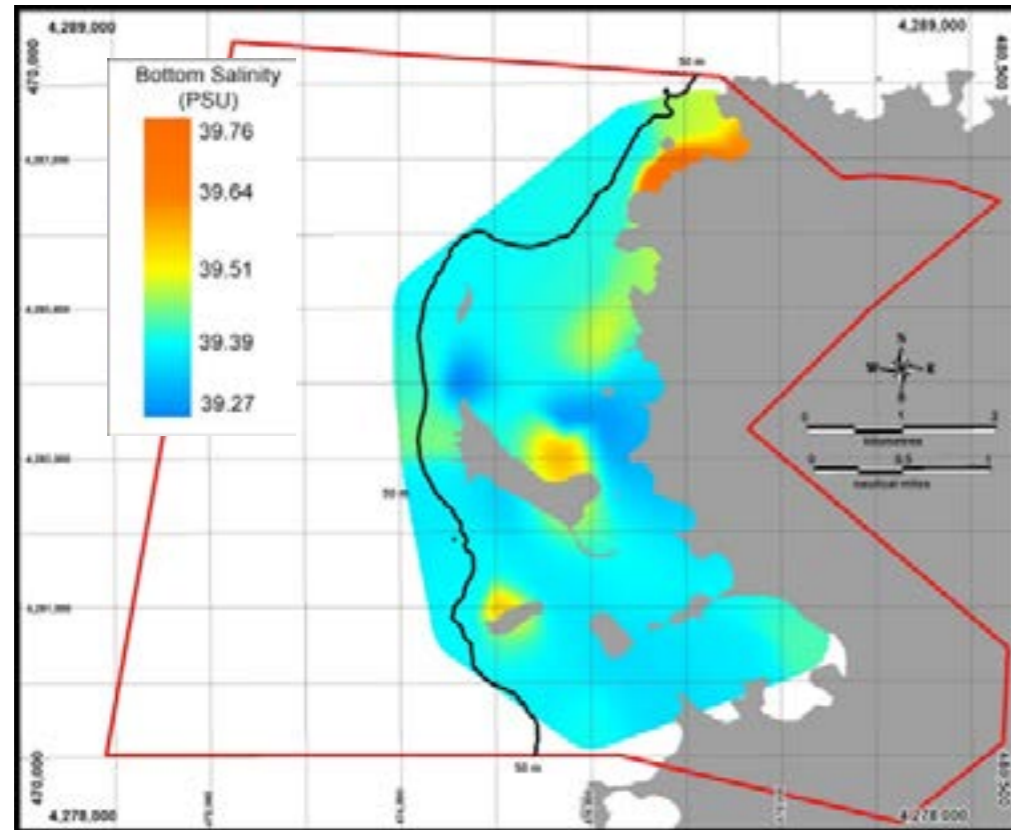 4,289,000
4,289,000
470,000
480,500
Bottom Salinity
(PSU)
39.76
39.64
39.51
39.39
39.27
50 m
N
W E
S
0 1 2
kilometres
0 0.5 1
nautical miles
50 m
50 m
470,000
480,500
4,278,000
4,278,000